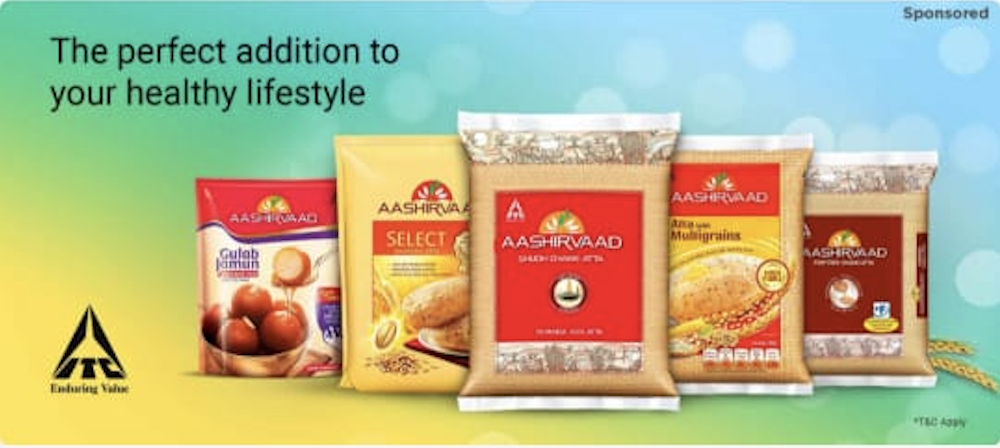 Sponsored
The perfect addition to
your healthy lifestyle
AASHIRVAAD
Gulab
Jamun
AASHIRVAA
SELECT
AASHIRVAAD
SHUDH CHAKKI ATTA
AASHIRVAAD
Atta with
Multigrains
AASHIRVAAD
ITC
Enduring Value
*T&C Apply